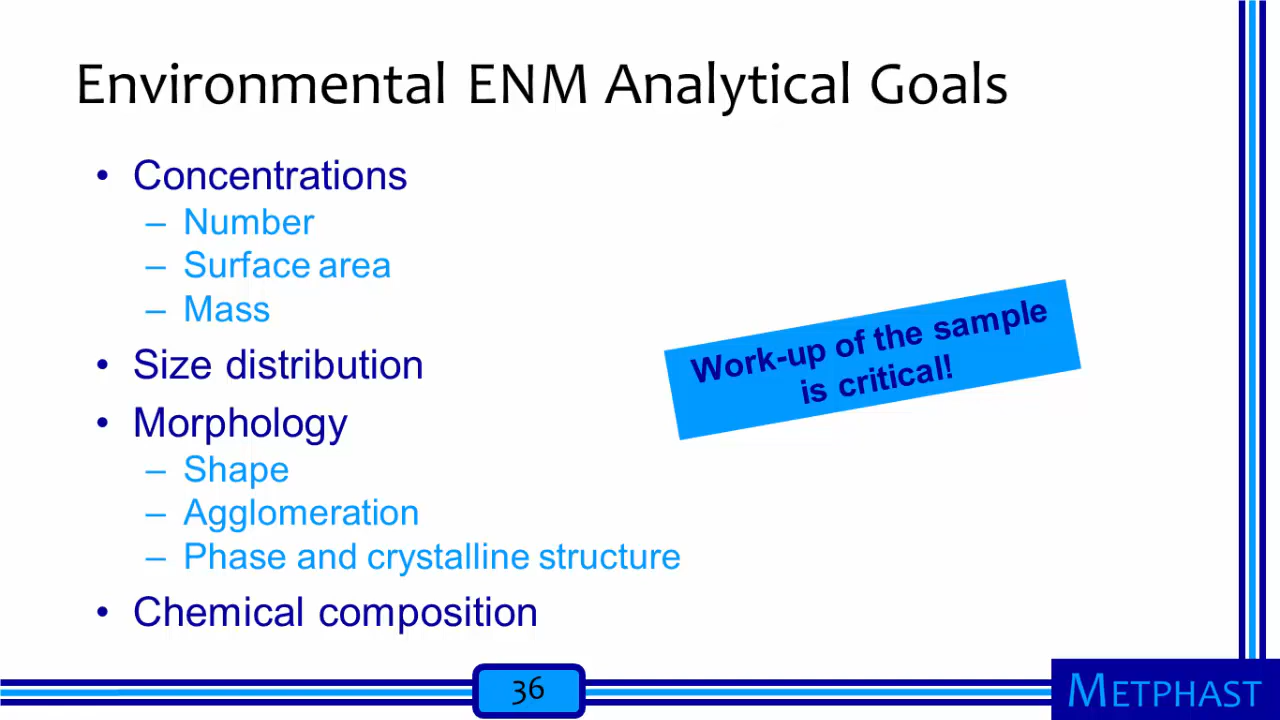 Environmental ENM Analytical Goals
• Concentrations
– Number
– Surface area
– Mass
• Size distribution
• Morphology
– Shape
– Agglomeration
– Phase and crystalline structure
• Chemical composition
Work-up of the sample
is critical!
36
METPHAST